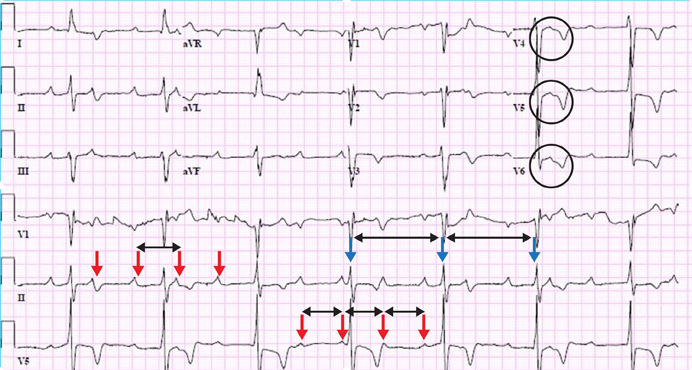 I aVR V1 V4
II aVL V2 V5
III aVF V3 V6
V1
II
V5